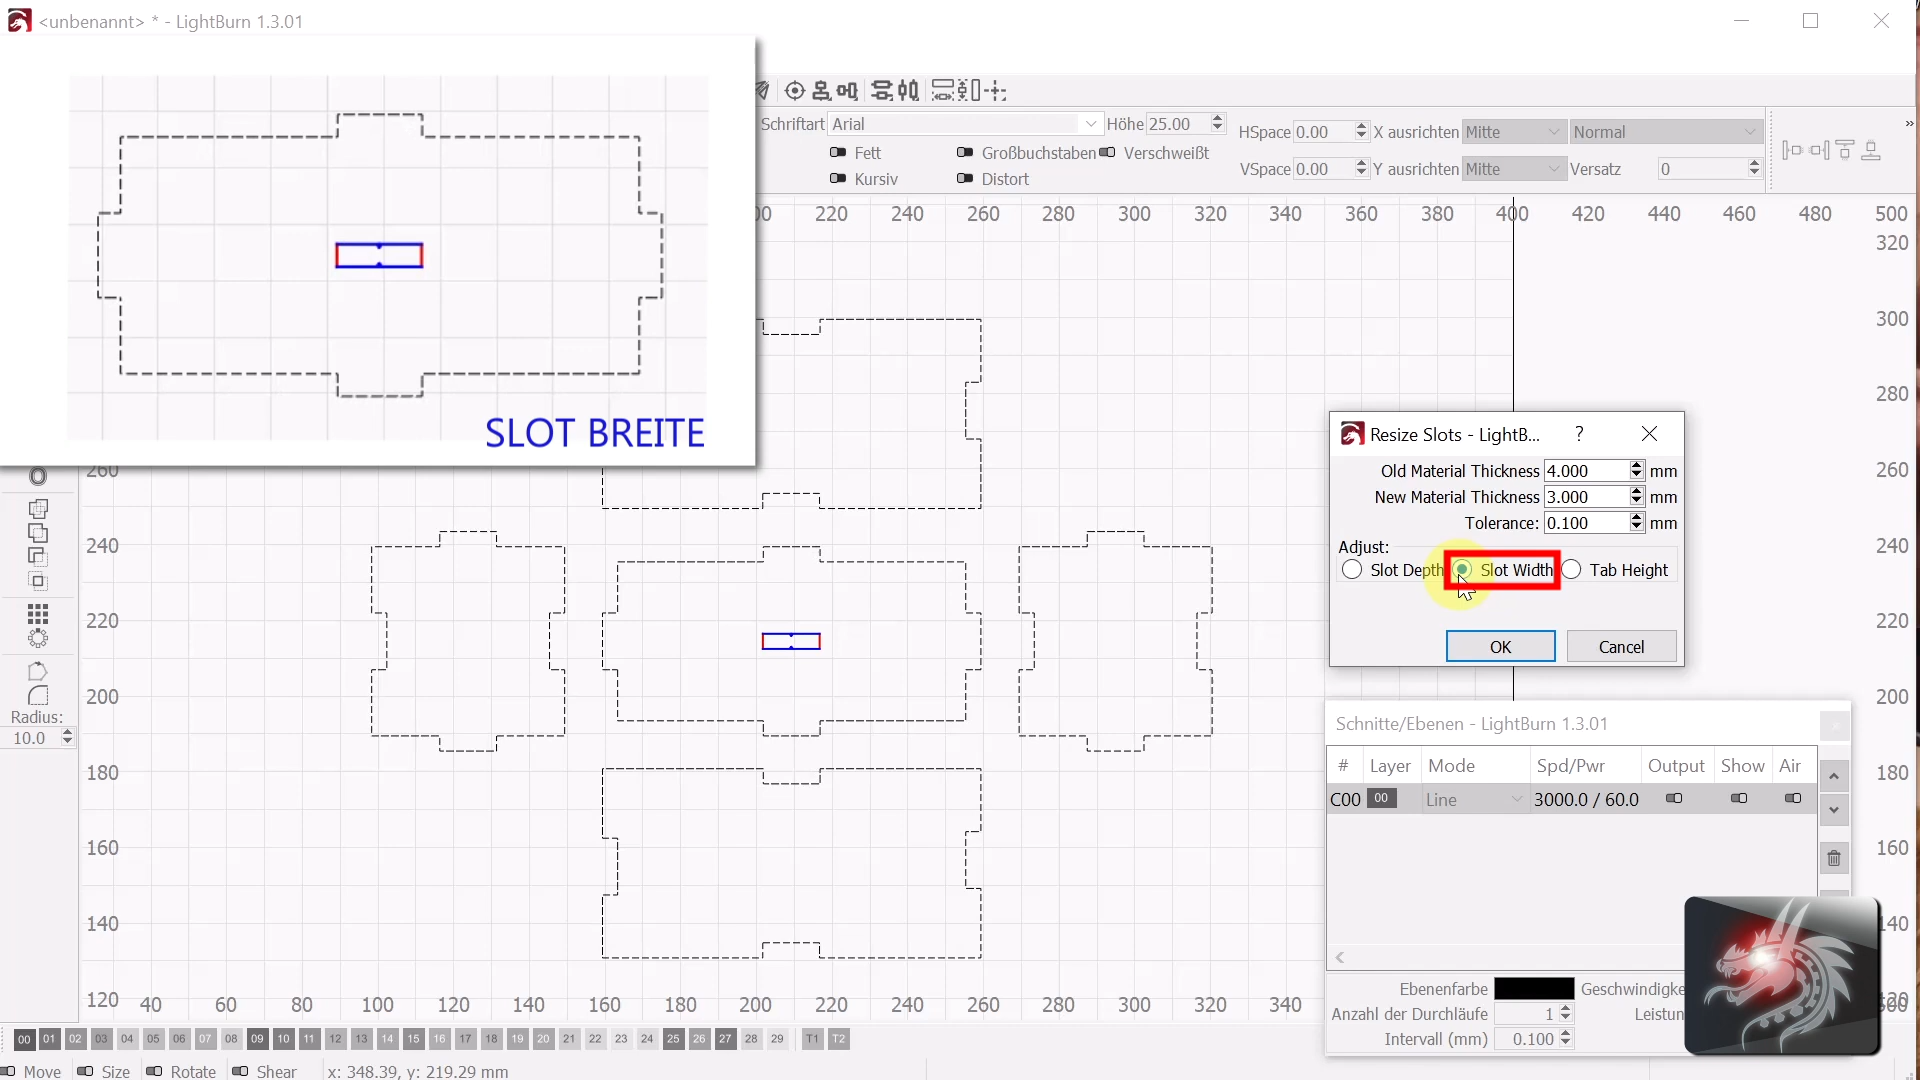 <unbenannt> * - LightBurn 1.3.01
SLOT BREITE
Schriftart Arial Höhe 25.00 HSpace 0.00 X ausrichten Mitte Normal
Fett Großbuchstaben Verschweißt
VSpace 0.00 Y ausrichten Mitte Versatz 0
Kursiv Distort
220 240 260 280 300 320 340 360 380 400 420 440 460 480 500
320
300
280
260 260
240 240
220 220
200 200
180 180
160 160
140 140
120 40 60 80 100 120 140 160 180 200 220 240 260 280 300 320 340
Radius:
10.0
Resize Slots - LightB... ?
Old Material Thickness 4.000 mm
New Material Thickness 3.000 mm
Tolerance: 0.100 mm
Adjust:
Slot Depth Slot Width Tab Height
OK Cancel
Schnitte/Ebenen - LightBurn 1.3.01
# Layer Mode Spd/Pwr Output Show Air
C00 00 Line 3000.0 / 60.0
Ebenenfarbe Geschwindigke
Anzahl der Durchläufe 1 Leistun
Intervall (mm) 0.100
00 01 02 03 04 05 06 07 08 09 10 11 12 13 14 15 16 17 18 19 20 21 22 23 24 25 26 27 28 29 T1 T2
Move Size Rotate Shear x: 348.39, y: 219.29 mm